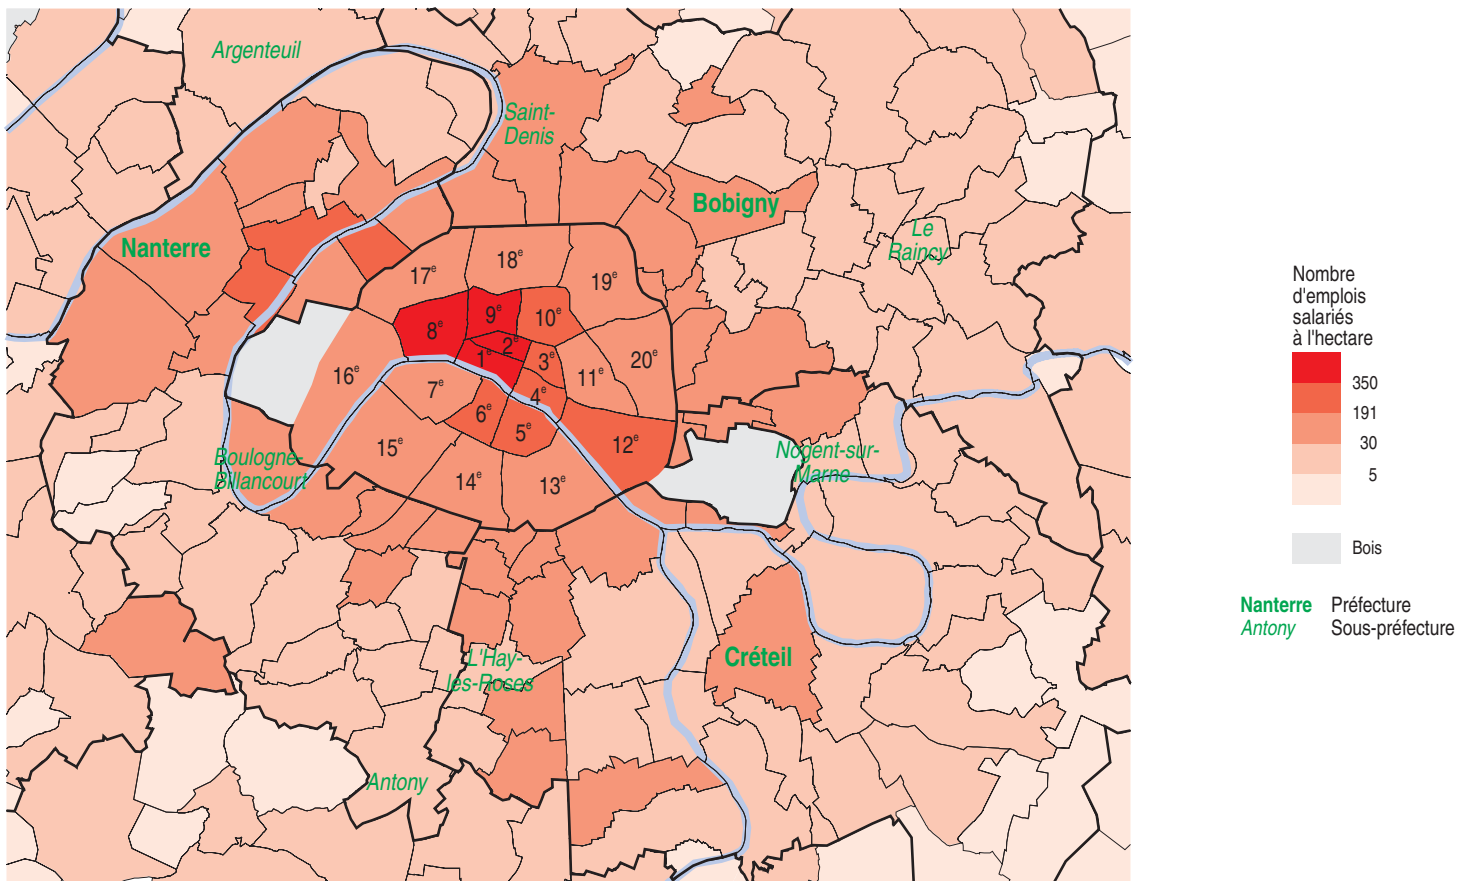 Argenteuil
Saint-
Denis
Bobigny
Le
Raincy
Nanterre
17e
18e
19e
8e
9e
10e
2e
1e
3e
20e
16e
7e
11e
4e
6e
5e
12e
15e
14e
13e
Boulogne-
Billancourt
Nogent-sur-
Marne
Créteil
L'Hay-
les-Roses
Antony
Nombre
d'emplois
salariés
à l'hectare
350
191
30
5
Bois
Nanterre Préfecture
Antony Sous-préfecture